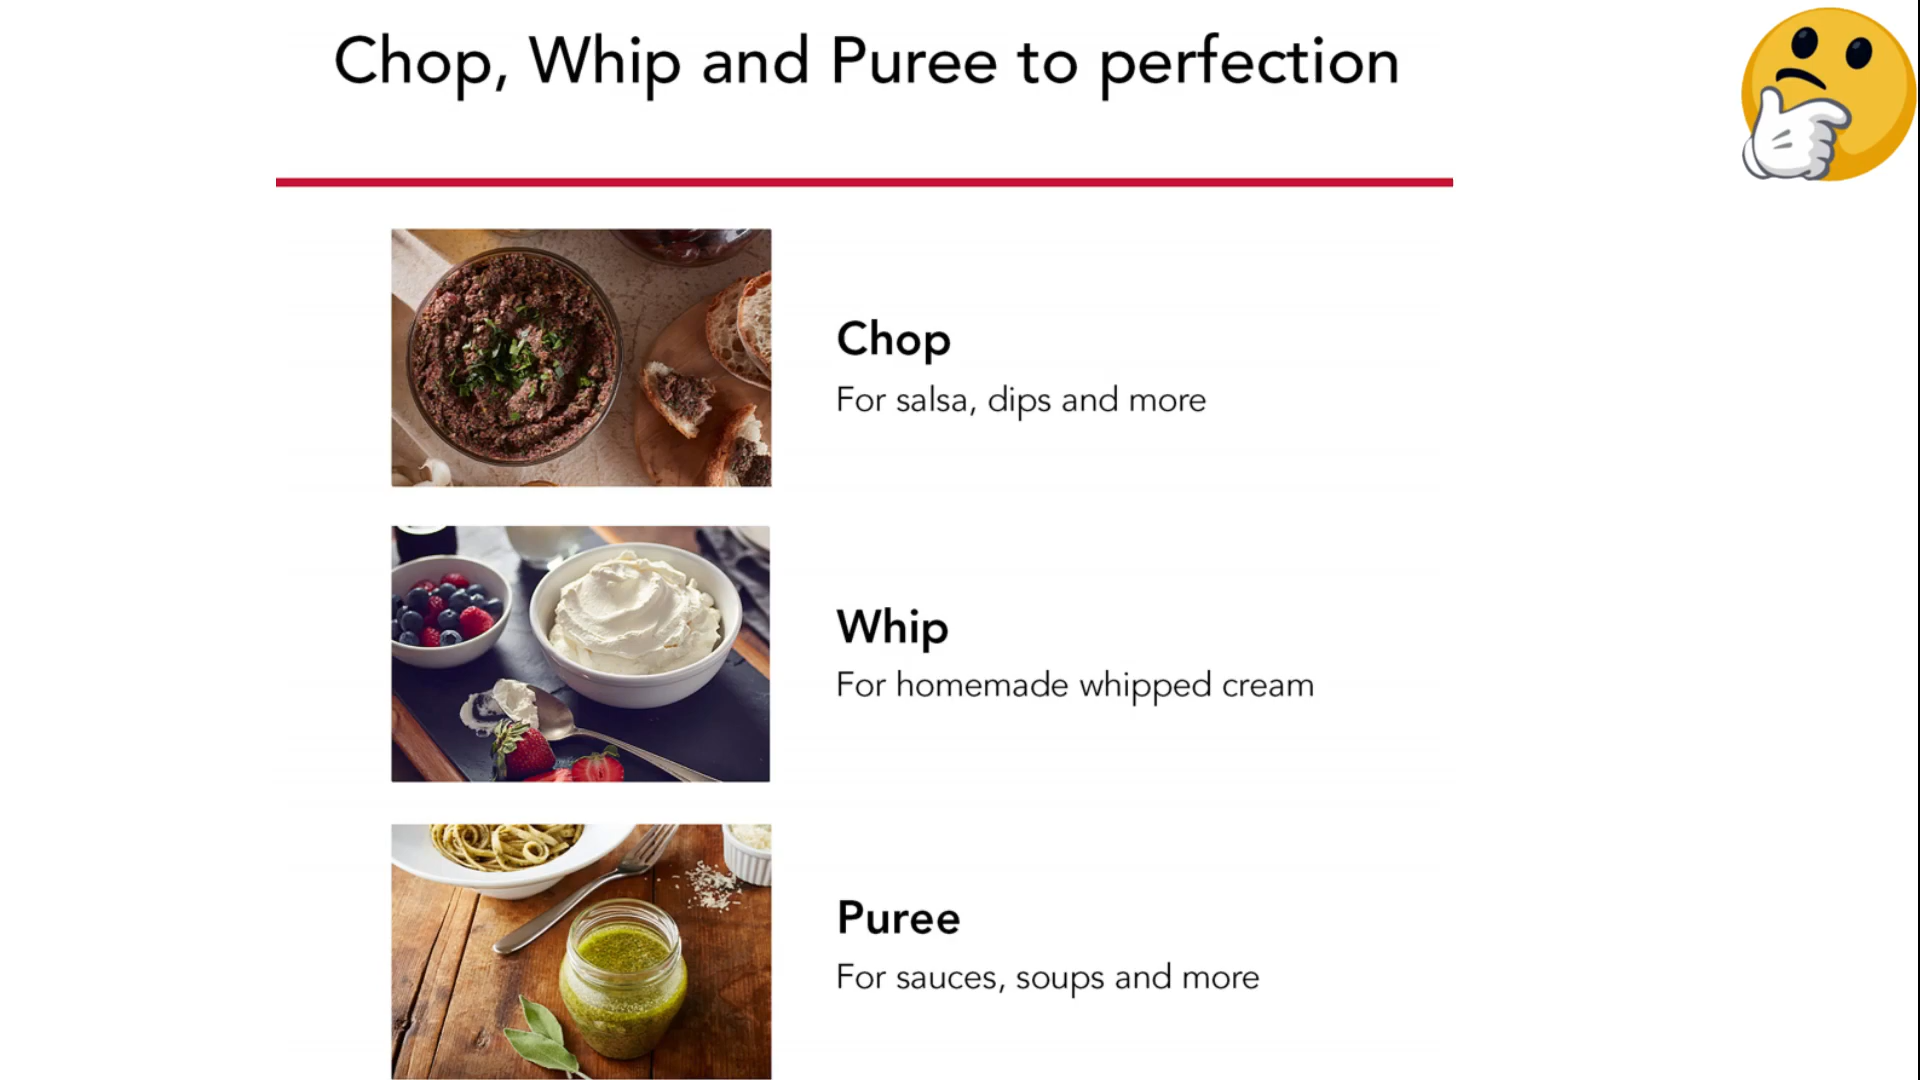 Chop, Whip and Puree to perfection
Chop
For salsa, dips and more
Whip
For homemade whipped cream
Puree
For sauces, soups and more